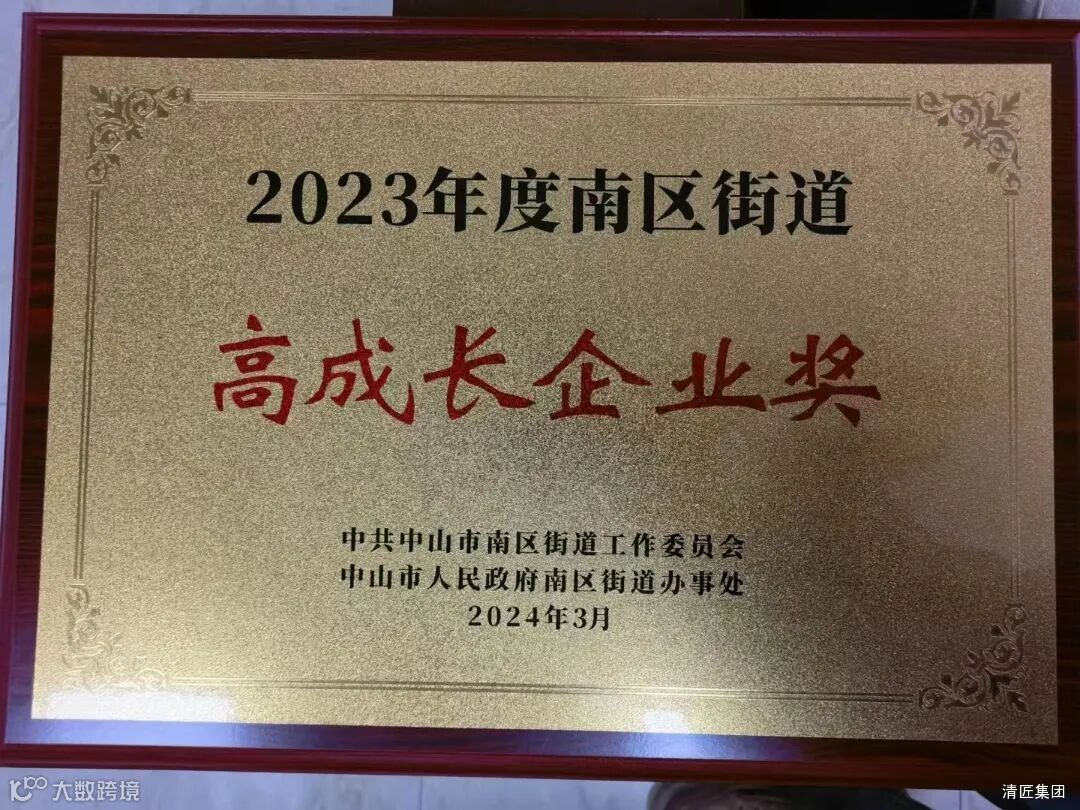 2023年度南区街道
高成长企业奖
中共中山市南区街道工作委员会
中山市人民政府南区街道办事处
2024年3月
大数跨境
清匠集团